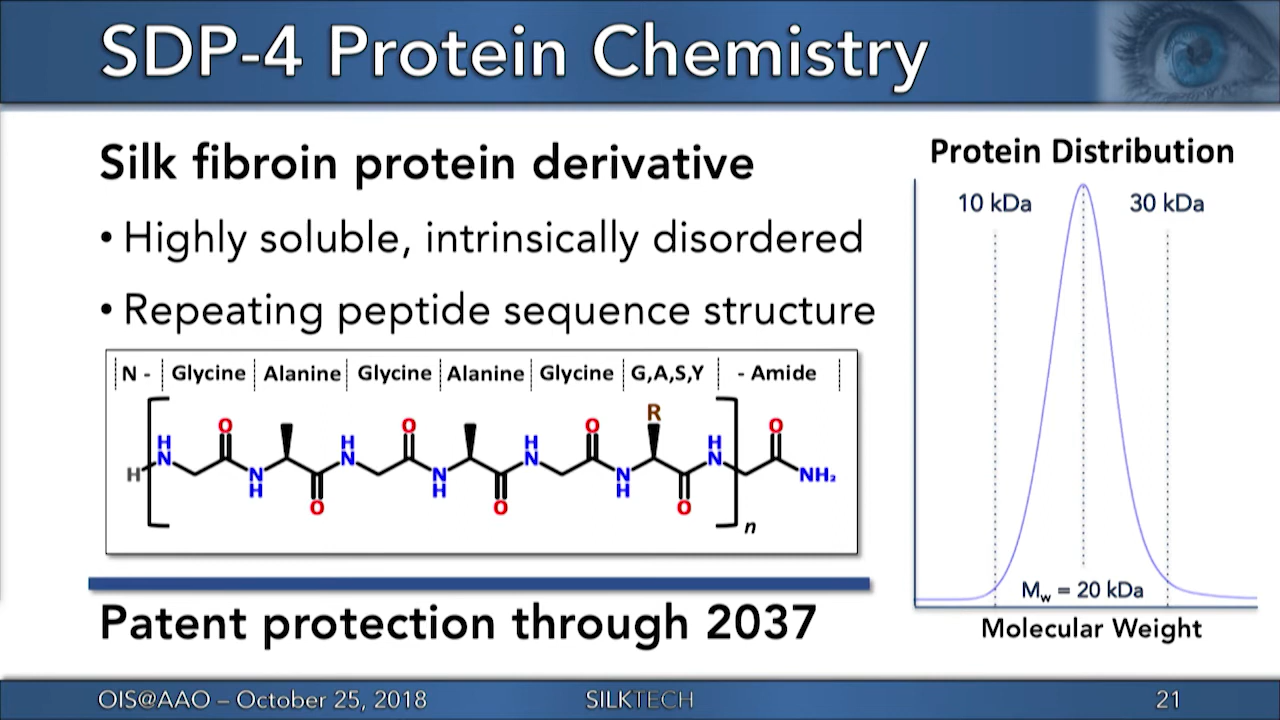 SDP-4 Protein Chemistry
Silk fibroin protein derivative
• Highly soluble, intrinsically disordered
• Repeating peptide sequence structure
N - Glycine Alanine Glycine Alanine Glycine G,A,S,Y - Amide
O O O R O
H H H H
N N N N
H N N N NH₂
H H H
O O O
n
Patent protection through 2037
Protein Distribution
10 kDa 30 kDa
Mw = 20 kDa
Molecular Weight
OIS@AAO – October 25, 2018 SILKTECH 21